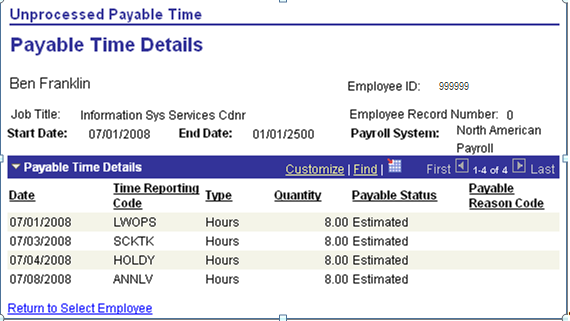 Unprocessed Payable Time
Payable Time Details
Ben Franklin Employee ID: 999999
Job Title: Information Sys Services Cdnr Employee Record Number: 0
Start Date: 07/01/2008 End Date: 01/01/2500 Payroll System: North American Payroll
Payable Time Details Customize | Find | First 1-4 of 4 Last
Date Time Reporting Code Type Quantity Payable Status Payable Reason Code
07/01/2008 LWOPS Hours 8.00 Estimated
07/03/2008 SCKTK Hours 8.00 Estimated
07/04/2008 HOLDY Hours 8.00 Estimated
07/08/2008 ANNLV Hours 8.00 Estimated
Return to Select Employee